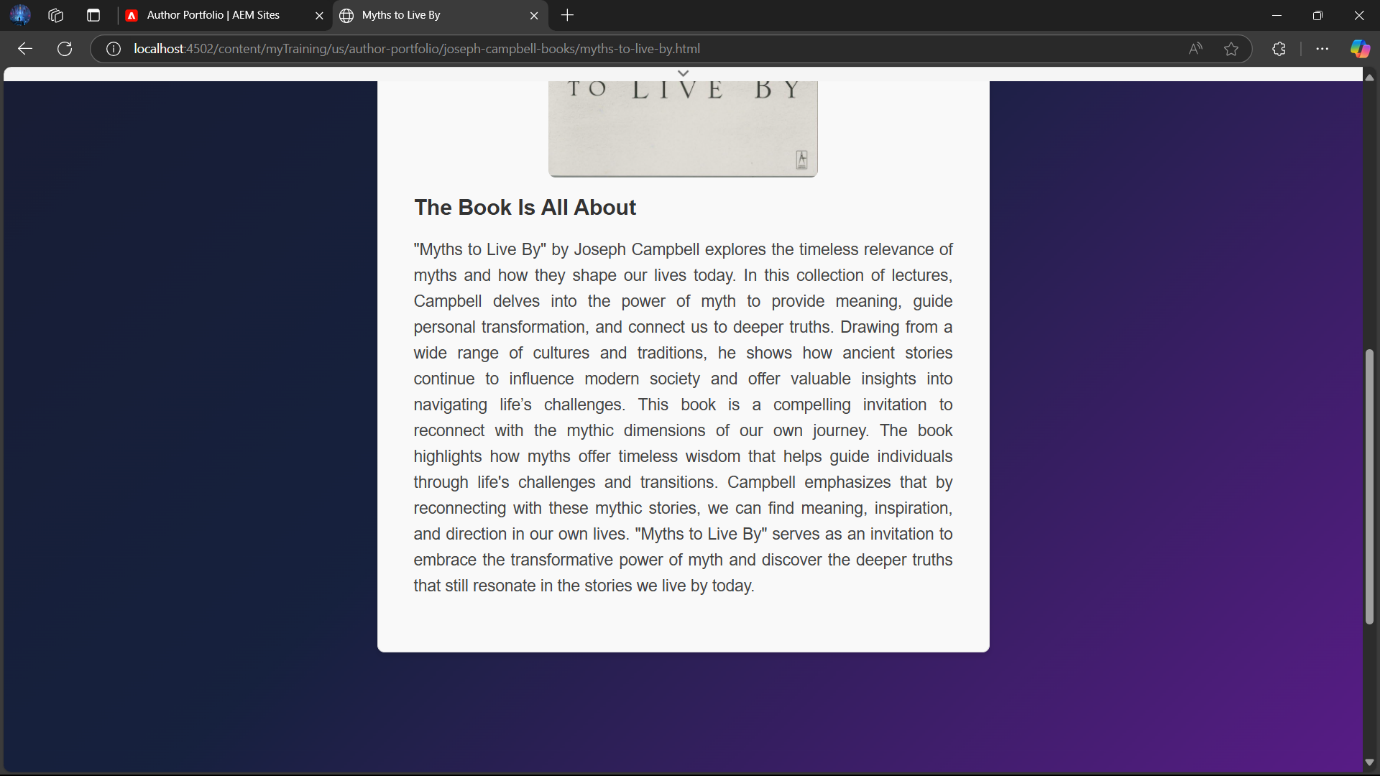 Author Portfolio | AEM Sites
Myths to Live By
localhost:4502/content/myTraining/us/author-portfolio/joseph-campbell-books/myths-to-live-by.html
TO LIVE BY
The Book Is All About
"Myths to Live By" by Joseph Campbell explores the timeless relevance of
myths and how they shape our lives today. In this collection of lectures,
Campbell delves into the power of myth to provide meaning, guide
personal transformation, and connect us to deeper truths. Drawing from a
wide range of cultures and traditions, he shows how ancient stories
continue to influence modern society and offer valuable insights into
navigating life’s challenges. This book is a compelling invitation to
reconnect with the mythic dimensions of our own journey. The book
highlights how myths offer timeless wisdom that helps guide individuals
through life's challenges and transitions. Campbell emphasizes that by
reconnecting with these mythic stories, we can find meaning, inspiration,
and direction in our own lives. "Myths to Live By" serves as an invitation to
embrace the transformative power of myth and discover the deeper truths
that still resonate in the stories we live by today.